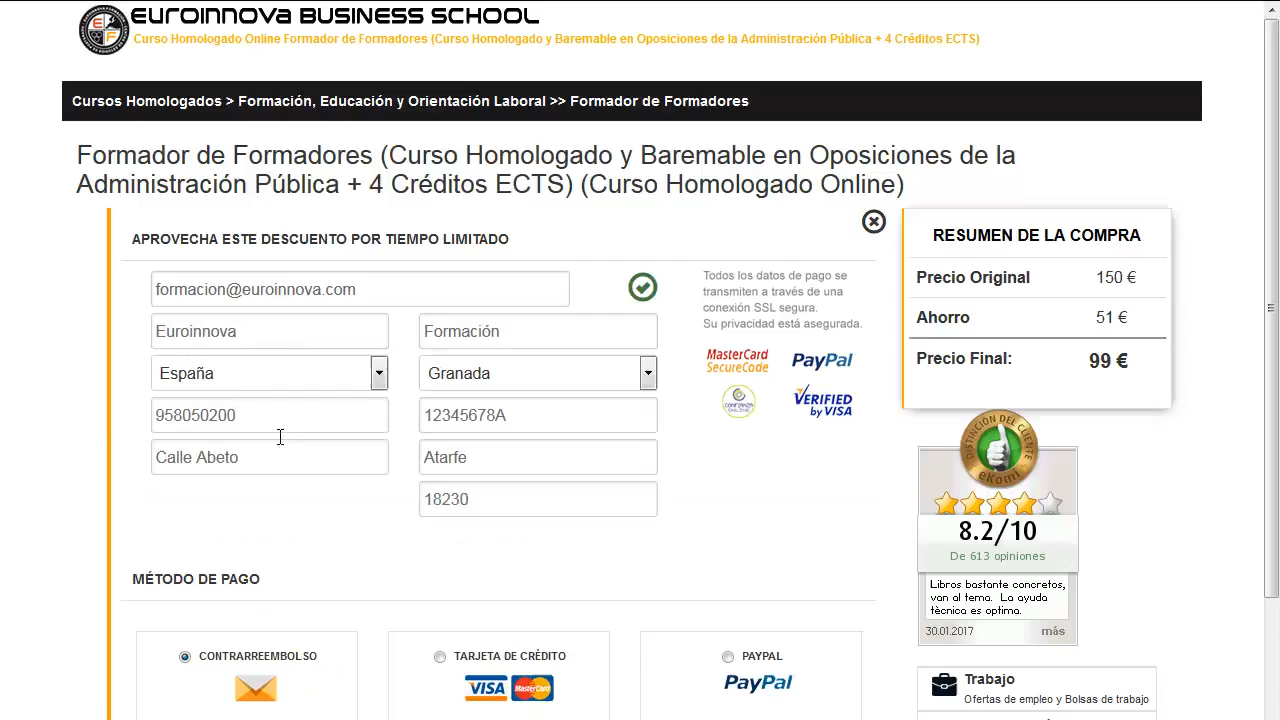 EUROINNOVA BUSINESS SCHOOL
Curso Homologado Online Formador de Formadores (Curso Homologado y Baremable en Oposiciones de la Administración Pública + 4 Créditos ECTS)
Cursos Homologados > Formación, Educación y Orientación Laboral >> Formador de Formadores
Formador de Formadores (Curso Homologado y Baremable en Oposiciones de la
Administración Pública + 4 Créditos ECTS) (Curso Homologado Online)
APROVECHA ESTE DESCUENTO POR TIEMPO LIMITADO
formacion@euroinnova.com
Euroinnova
Formación
España
Granada
958050200
12345678A
Calle Abeto
Atarfe
18230
Todos los datos de pago se
transmiten a través de una
conexión SSL segura.
Su privacidad está asegurada.
MasterCard
SecureCode
PayPal
CONFIANZA
ONLINE
VERIFIED
by VISA
RESUMEN DE LA COMPRA
Precio Original 150 €
Ahorro 51 €
Precio Final: 99 €
DISTINCIÓN DEL CLIENTE
eKomi
8.2/10
De 613 opiniones
Libros bastante concretos,
van al tema. La ayuda
tècnica es optima.
30.01.2017 más
Trabajo
Ofertas de empleo y Bolsas de trabajo
MÉTODO DE PAGO
CONTRARREEMBOLSO
TARJETA DE CRÉDITO
VISA
MasterCard
PAYPAL
PayPal